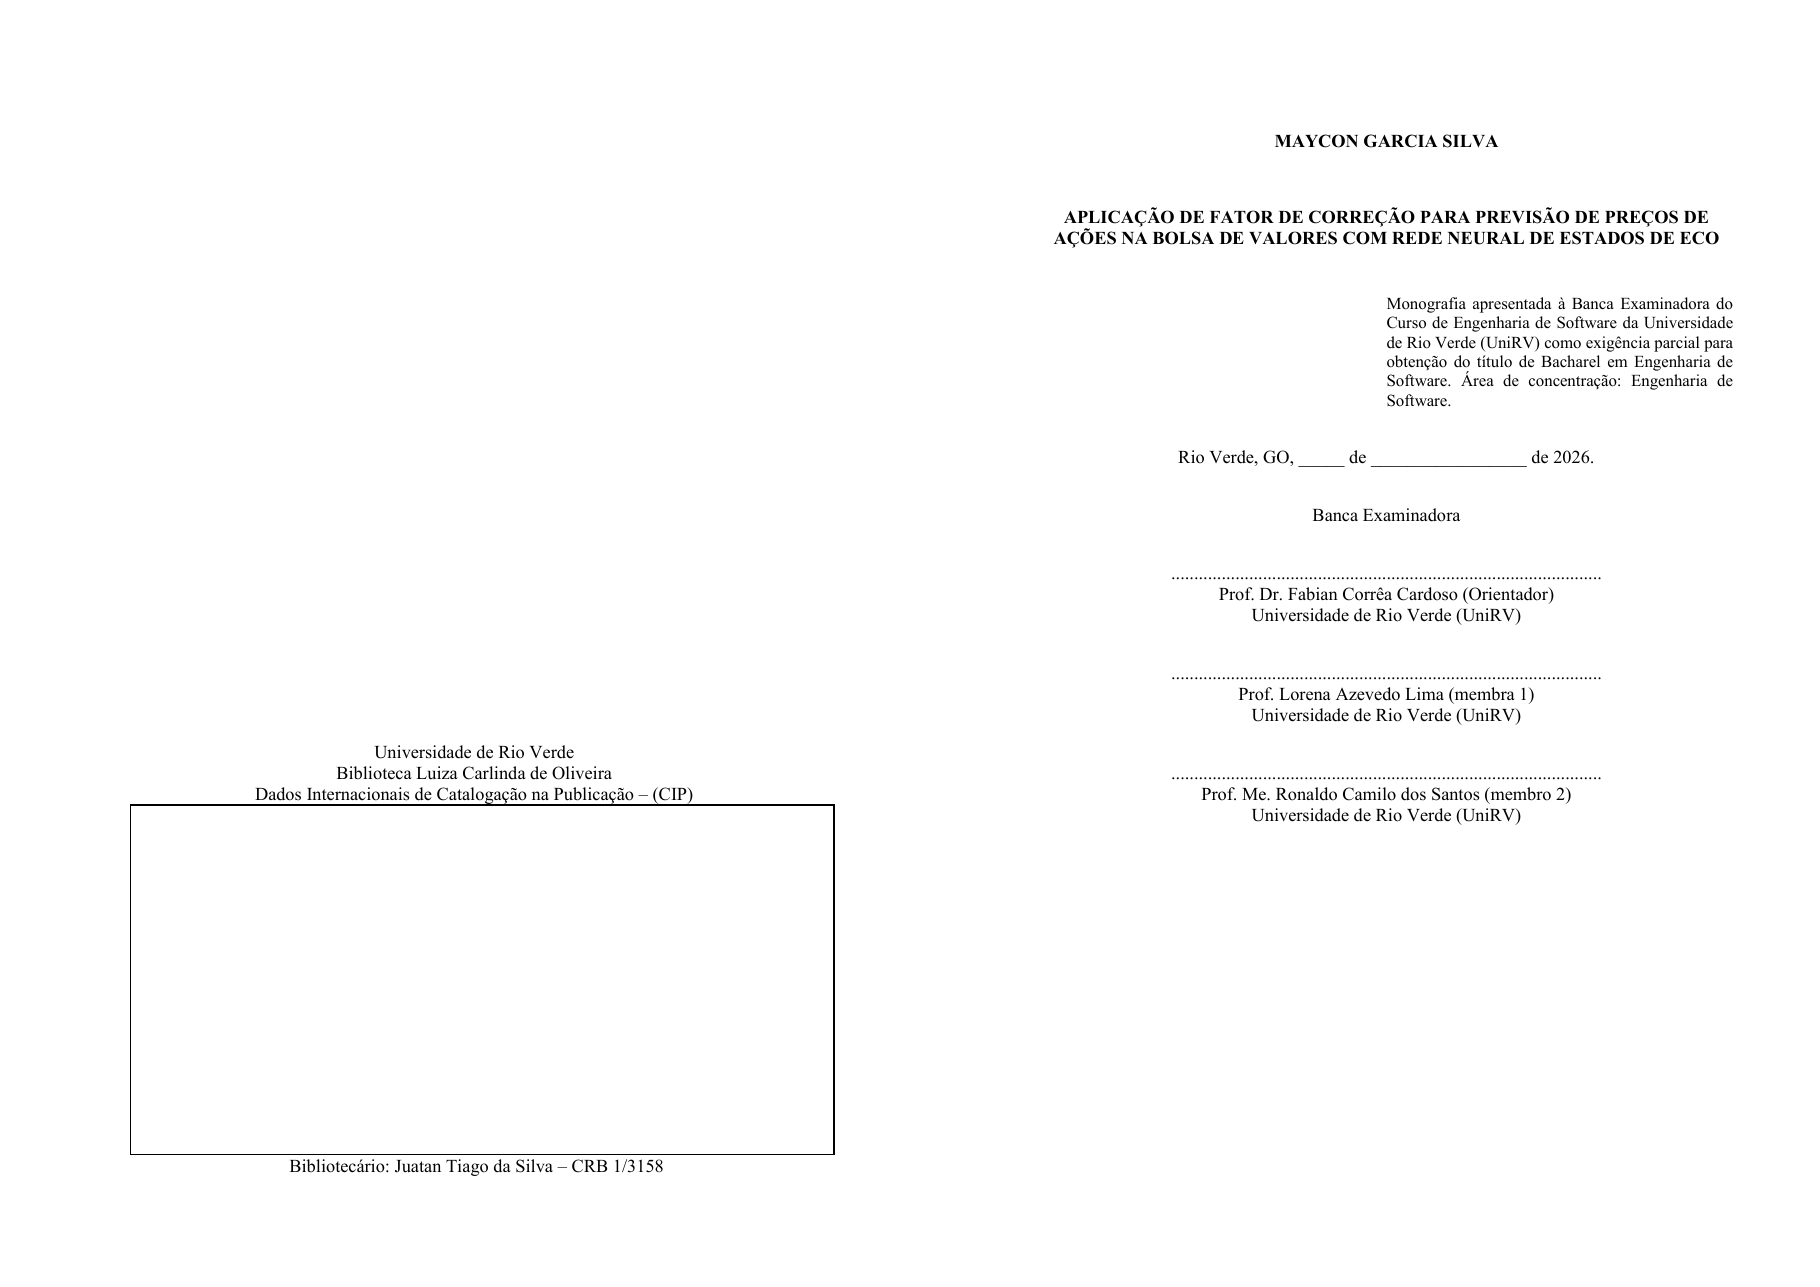 Universidade de Rio Verde
Biblioteca Luiza Carlinda de Oliveira
Dados Internacionais de Catalogação na Publicação – (CIP)
Bibliotecário: Juatan Tiago da Silva – CRB 1/3158
MAYCON GARCIA SILVA
APLICAÇÃO DE FATOR DE CORREÇÃO PARA PREVISÃO DE PREÇOS DE
AÇÕES NA BOLSA DE VALORES COM REDE NEURAL DE ESTADOS DE ECO
Monografia apresentada à Banca Examinadora do
Curso de Engenharia de Software da Universidade
de Rio Verde (UniRV) como exigência parcial para
obtenção do título de Bacharel em Engenharia de
Software. Área de concentração: Engenharia de
Software.
Rio Verde, GO, _____ de _________________ de 2026.
Banca Examinadora
..............................................................................................
Prof. Dr. Fabian Corrêa Cardoso (Orientador)
Universidade de Rio Verde (UniRV)
..............................................................................................
Prof. Lorena Azevedo Lima (membra 1)
Universidade de Rio Verde (UniRV)
..............................................................................................
Prof. Me. Ronaldo Camilo dos Santos (membro 2)
Universidade de Rio Verde (UniRV)